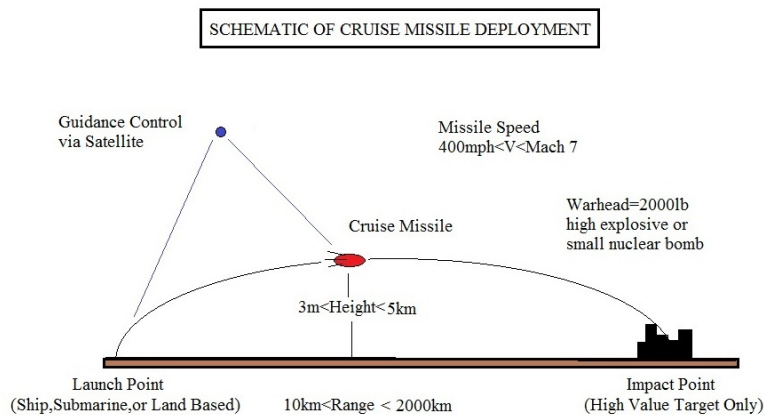 SCHEMATIC OF CRUISE MISSILE DEPLOYMENT
Guidance Control
via Satellite
Missile Speed
400mph<V<Mach 7
Warhead=2000lb
high explosive or
small nuclear bomb
Cruise Missile
3m<Height<5km
Launch Point
(Ship,Submarine,or Land Based)
10km<Range < 2000km
Impact Point
(High Value Target Only)